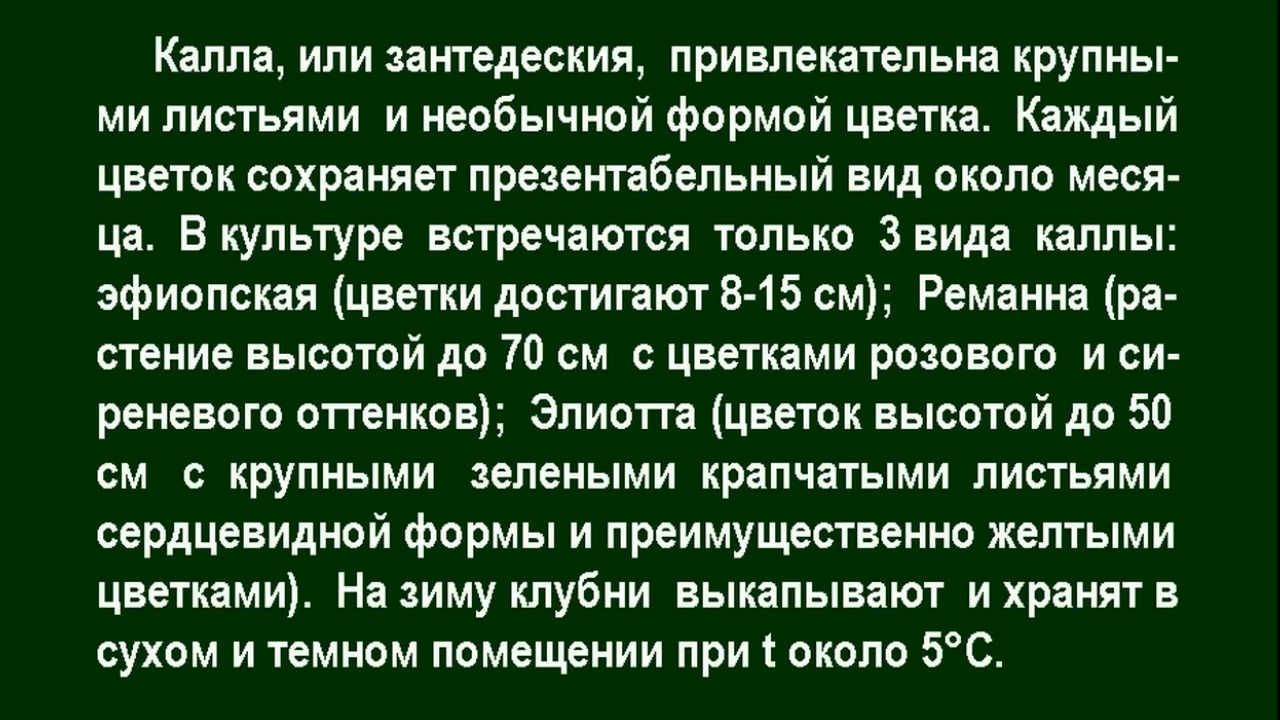 Калла, или зантедеския, привлекательна крупны-
ми листьями и необычной формой цветка. Каждый
цветок сохраняет презентабельный вид около меся-
ца. В культуре встречаются только 3 вида каллы:
эфиопская (цветки достигают 8-15 см); Реманна (ра-
стение высотой до 70 см с цветками розового и си-
реневого оттенков); Элиотта (цветок высотой до 50
см с крупными зелеными крапчатыми листьями
сердцевидной формы и преимущественно желтыми
цветками). На зиму клубни выкапывают и хранят в
сухом и темном помещении при t около 5°С.